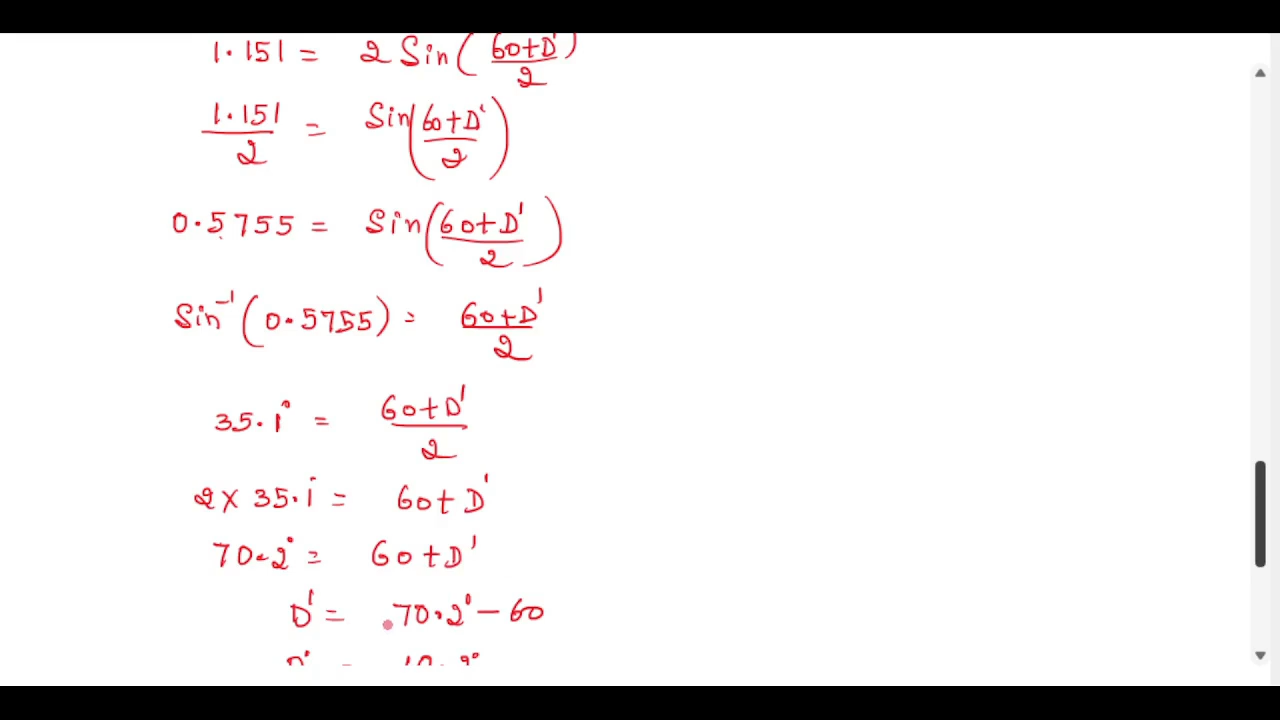 1.151 = 2 Sin(60+D'/2)
1.151/2 = Sin(60+D'/2)
0.5755 = Sin(60+D'/2)
Sin⁻¹(0.5755) = 60+D'/2
35.1° = 60+D'/2
2 × 35.1° = 60+D'
70.2° = 60+D'
D' = 70.2° - 60